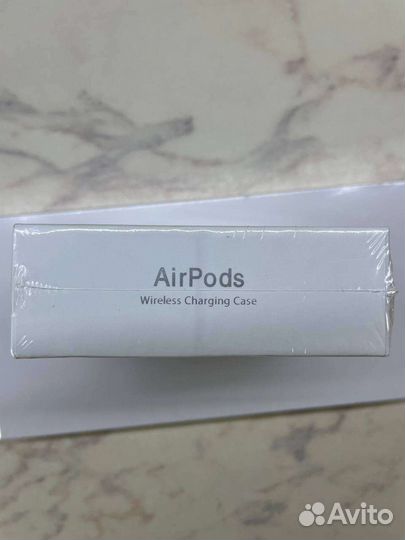 AirPods
Wireless Charging Case
Avito